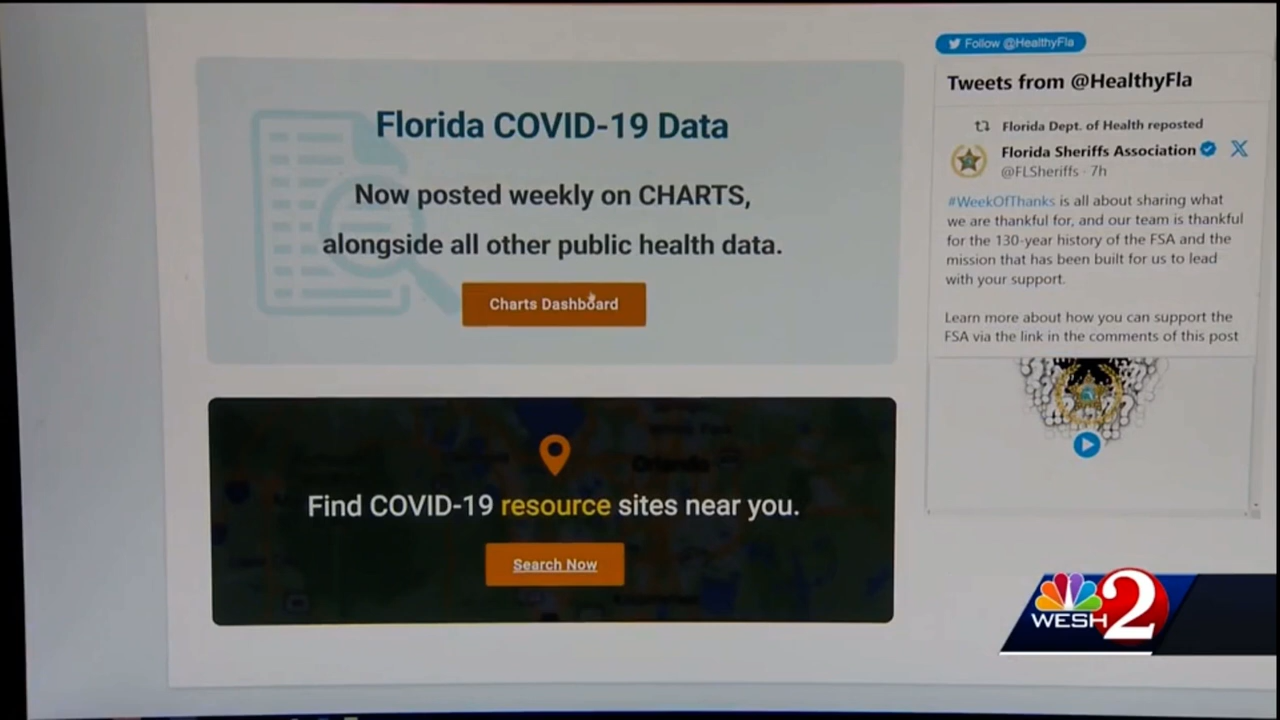 Florida COVID-19 Data
Now posted weekly on CHARTS,
alongside all other public health data.
Charts Dashboard
Find COVID-19 resource sites near you.
Search Now
Follow @HealthyFla
Tweets from @HealthyFla
Florida Dept. of Health reposted
Florida Sheriffs Association
@FLSheriffs · 7h
#WeekOfThanks is all about sharing what
we are thankful for, and our team is thankful
for the 130-year history of the FSA and the
mission that has been built for us to lead
with your support.
Learn more about how you can support the
FSA via the link in the comments of this post
Orlando
WESH 2